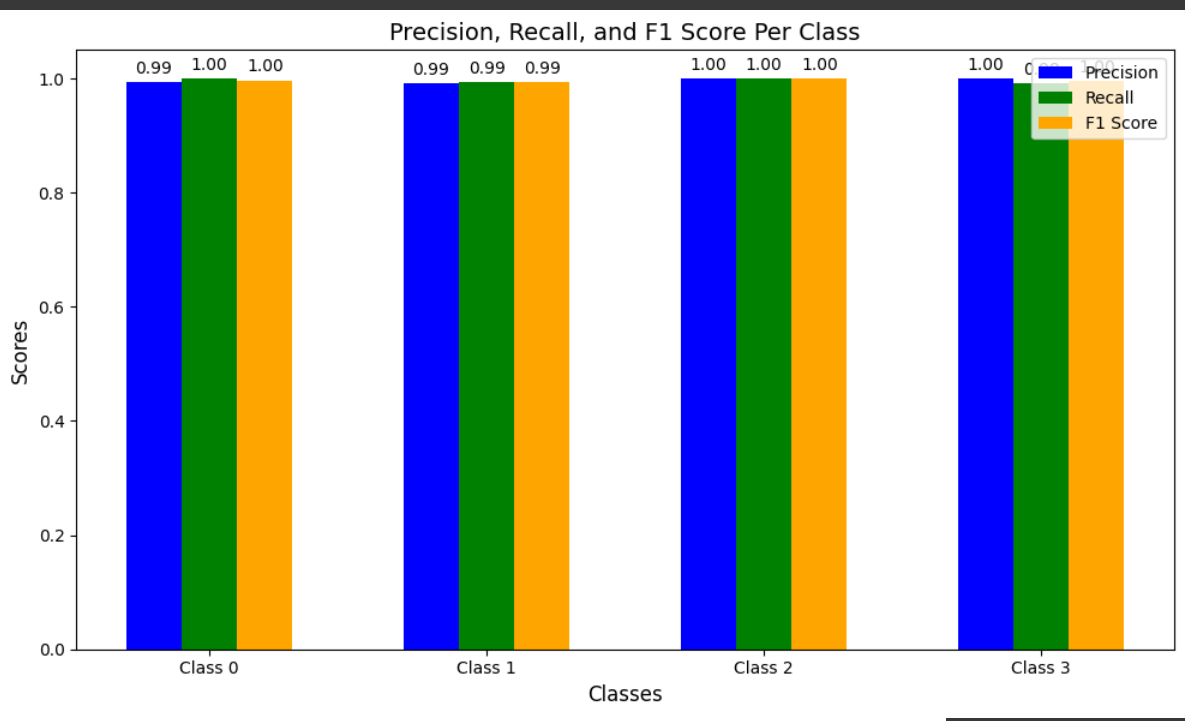 Precision, Recall, and F1 Score Per Class
0.99 1.00 1.00 0.99 0.99 0.99 1.00 1.00 1.00 1.00
Precision
Recall
F1 Score
1.0
0.8
0.6
0.4
0.2
0.0
Scores
Class 0 Class 1 Class 2 Class 3
Classes